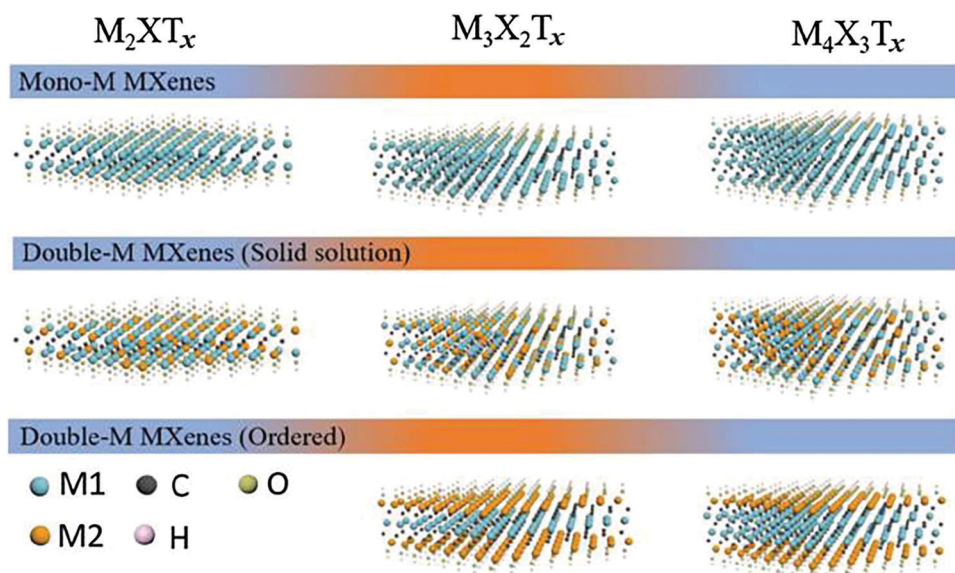 M₂XTₓ M₃X₂Tₓ M₄X₃Tₓ
Mono-M MXenes
Double-M MXenes (Solid solution)
Double-M MXenes (Ordered)
M1 C O
M2 H